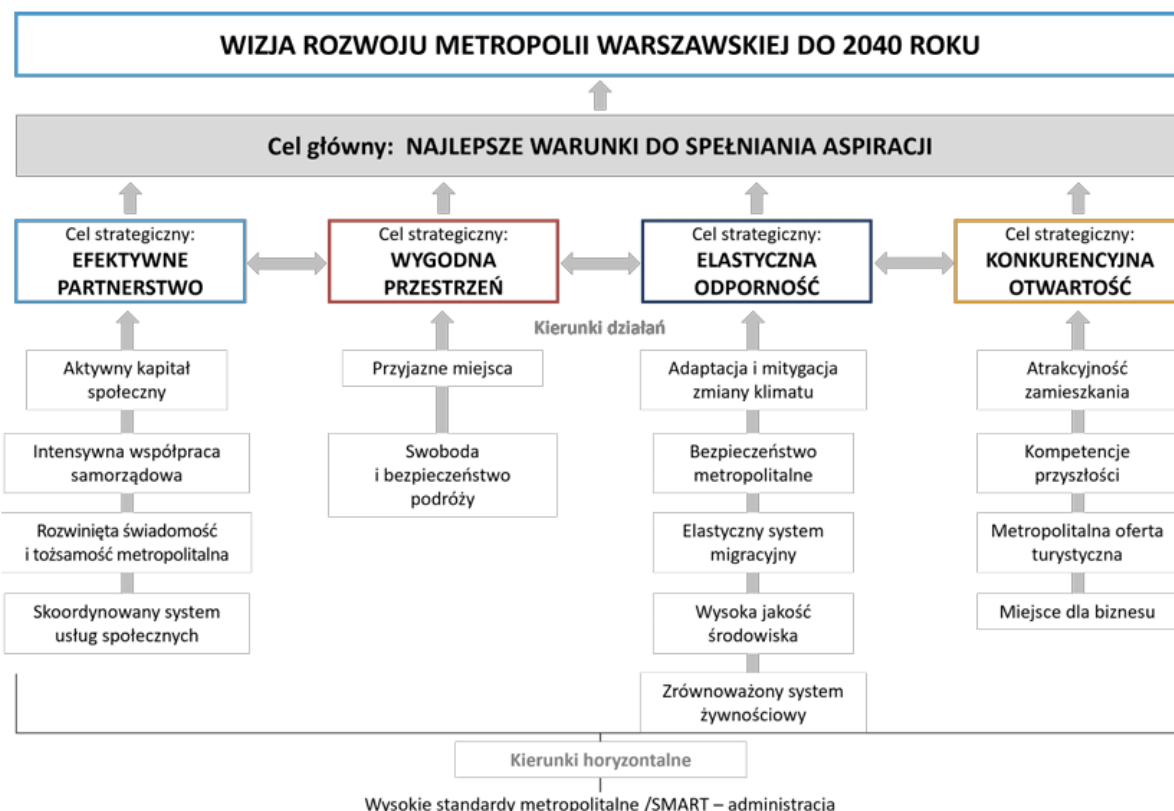 WIZJA ROZWOJU METROPOLII WARSZAWSKIEJ DO 2040 ROKU
Cel główny: NAJLEPSZE WARUNKI DO SPEŁNIANIA ASPIRACJI
Cel strategiczny:
EFEKTYWNE
PARTNERSTWO
Cel strategiczny:
WYGODNA
PRZESTRZEŃ
Cel strategiczny:
ELASTYCZNA
ODPORNOŚĆ
Cel strategiczny:
KONKURENCYJNA
OTWARTOŚĆ
Kierunki działań
Aktywny kapitał
społeczny
Intensywna współpraca
samorządowa
Rozwinięta świadomość
i tożsamość metropolitalna
Skoordynowany system
usług społecznych
Przyjazne miejsca
Swoboda
i bezpieczeństwo
podróży
Adaptacja i mitygacja
zmiany klimatu
Bezpieczeństwo
metropolitalne
Elastyczny system
migracyjny
Wysoka jakość
środowiska
Zrównoważony system
żywnościowy
Atrakcyjność
zamieszkania
Kompetencje
przyszłości
Metropolitalna oferta
turystyczna
Miejsce dla biznesu
Kierunki horyzontalne
Wysokie standardy metropolitalne /SMART – administracja